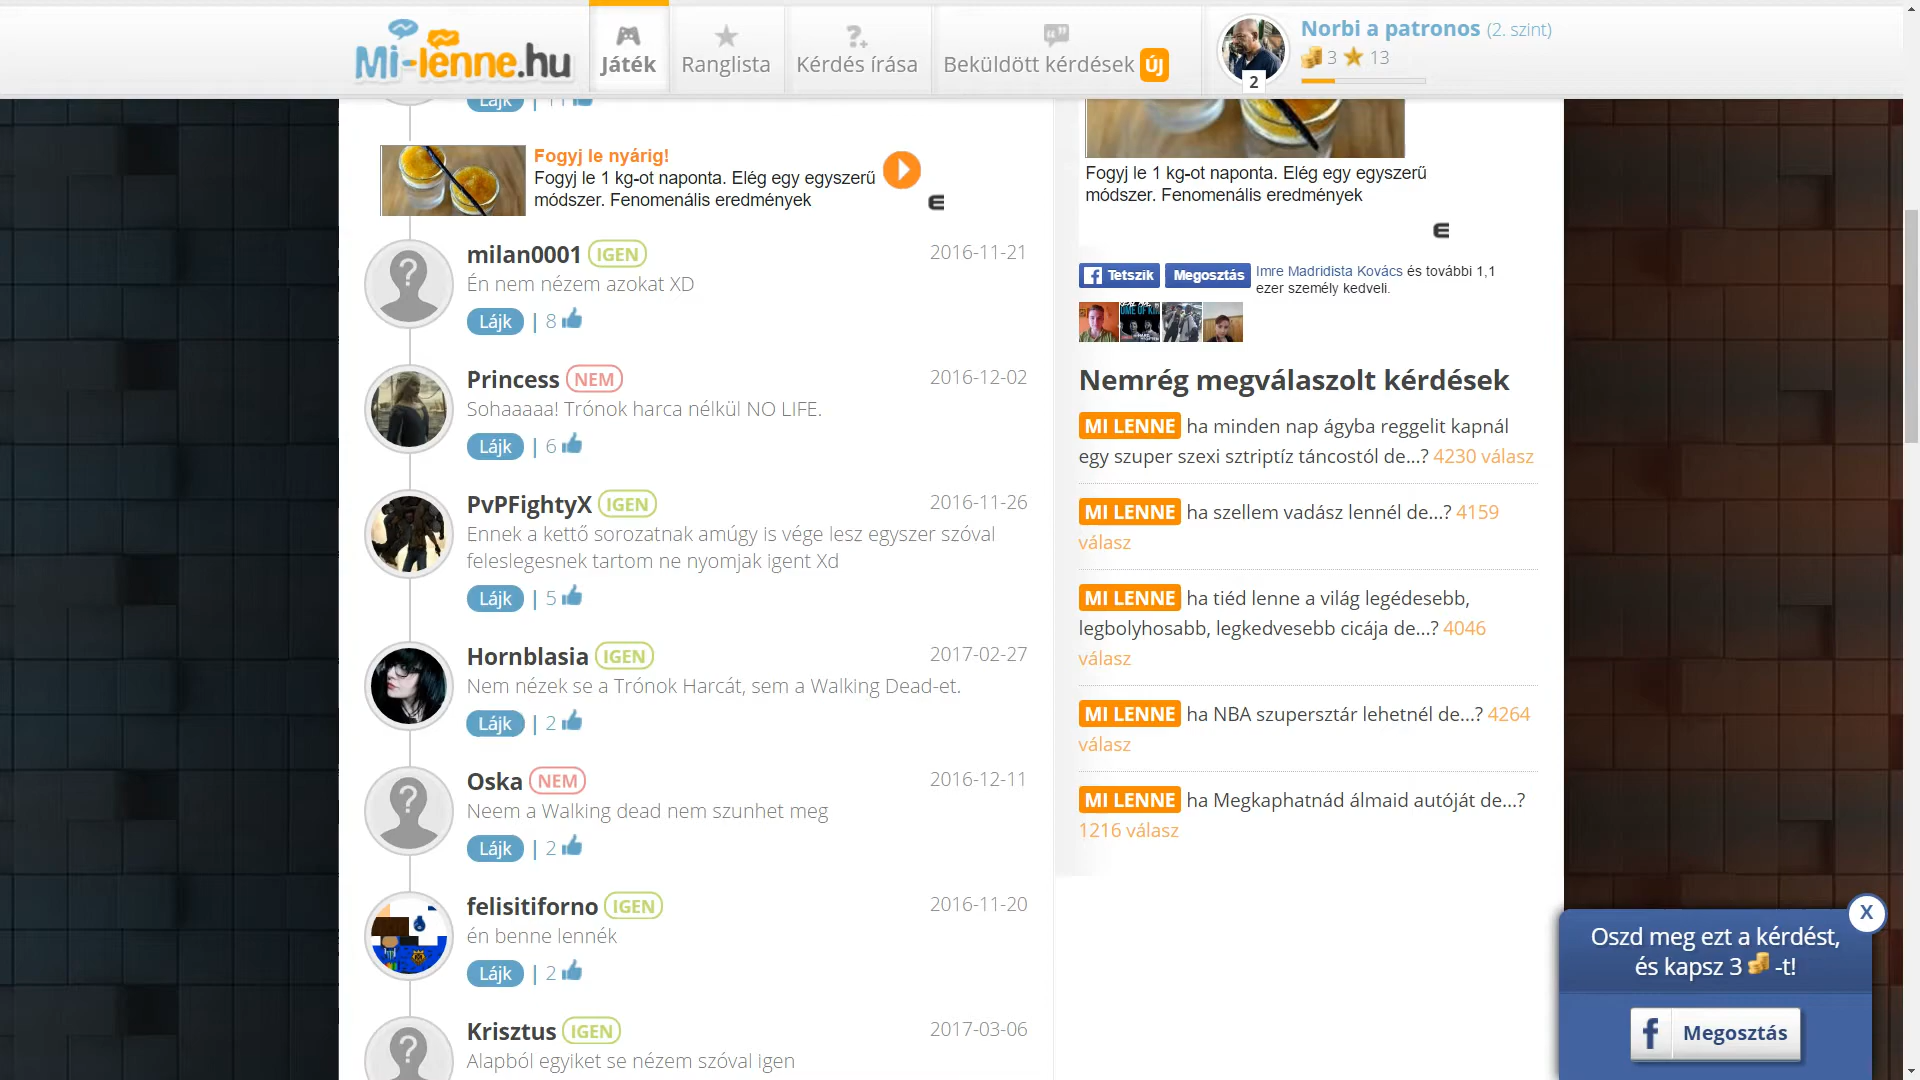 Mi-lenne.hu
Játék
Ranglista
Kérdés írása
Beküldött kérdések ÚJ
Norbi a patronos (2. szint)
3 13
2
Lájk | 11
Fogyj le nyárig!
Fogyj le 1 kg-ot naponta. Elég egy egyszerű
módszer. Fenomenális eredmények
milan0001 IGEN 2016-11-21
Én nem nézem azokat XD
Lájk | 8
Princess NEM 2016-12-02
Sohaaaaa! Trónok harca nélkül NO LIFE.
Lájk | 6
PvPFightyX IGEN 2016-11-26
Ennek a kettő sorozatnak amúgy is vége lesz egyszer szóval
feleslegesnek tartom ne nyomjak igent Xd
Lájk | 5
Hornblasia IGEN 2017-02-27
Nem nézek se a Trónok Harcát, sem a Walking Dead-et.
Lájk | 2
Oska NEM 2016-12-11
Neem a Walking dead nem szunhet meg
Lájk | 2
felisitiforno IGEN 2016-11-20
én benne lennék
Lájk | 2
Krisztus IGEN 2017-03-06
Alapból egyiket se nézem szóval igen
Fogyj le 1 kg-ot naponta. Elég egy egyszerű
módszer. Fenomenális eredmények
Tetszik Megosztás Imre Madridista Kovács és további 1,1
ezer személy kedveli.
Nemrég megválaszolt kérdések
MI LENNE ha minden nap ágyba reggelit kapnál
egy szuper szexi sztriptíz táncostól de...? 4230 válasz
MI LENNE ha szellem vadász lennél de...? 4159
válasz
MI LENNE ha tiéd lenne a világ legédesebb,
legbolyhosabb, legkedvesebb cicája de...? 4046
válasz
MI LENNE ha NBA szupersztár lehetnél de...? 4264
válasz
MI LENNE ha Megkaphatnád álmaid autóját de...?
1216 válasz
X
Oszd meg ezt a kérdést,
és kapsz 3 -t!
Megosztás